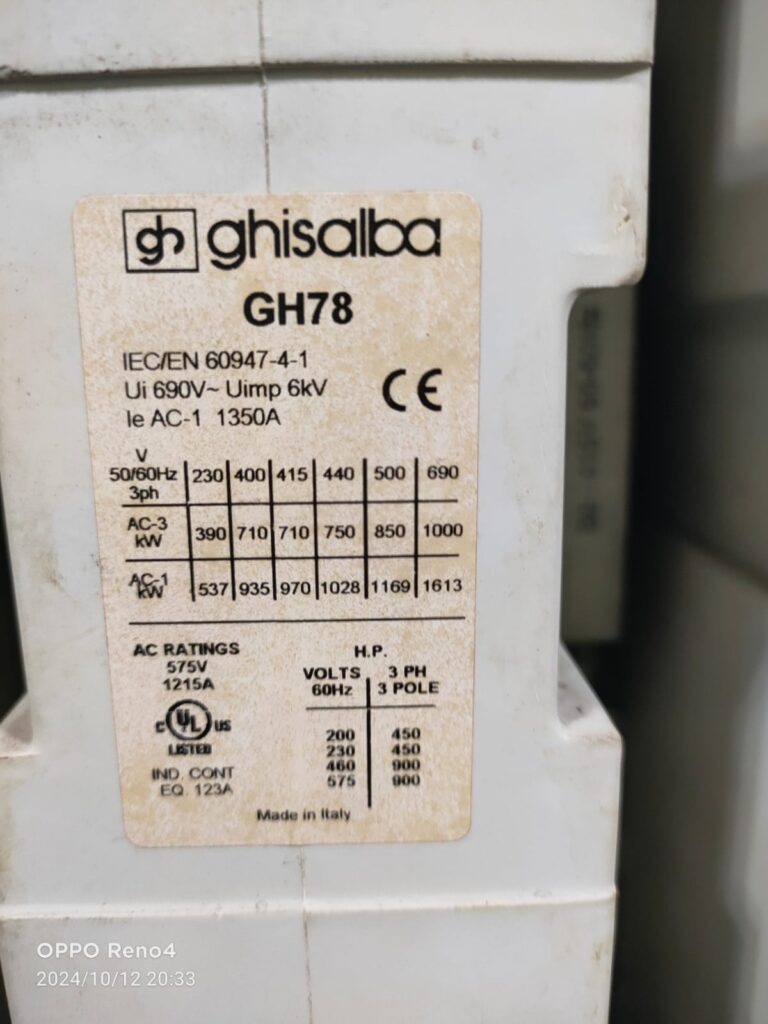 gh ghisalba
GH78
IEC/EN 60947-4-1
Ui 690V~ Uimp 6kV
Ie AC-1 1350A
CE
V
50/60Hz
3ph
230 400 415 440 500 690
AC-3
kW
390 710 710 750 850 1000
AC-1
kW
537 935 970 1028 1169 1613
AC RATINGS
575V
1215A
C UL US
LISTED
IND. CONT
EQ. 123A
H.P.
VOLTS 3 PH
60Hz 3 POLE
200 450
230 450
460 900
575 900
Made in Italy
OPPO Reno4
2024/10/12 20:33